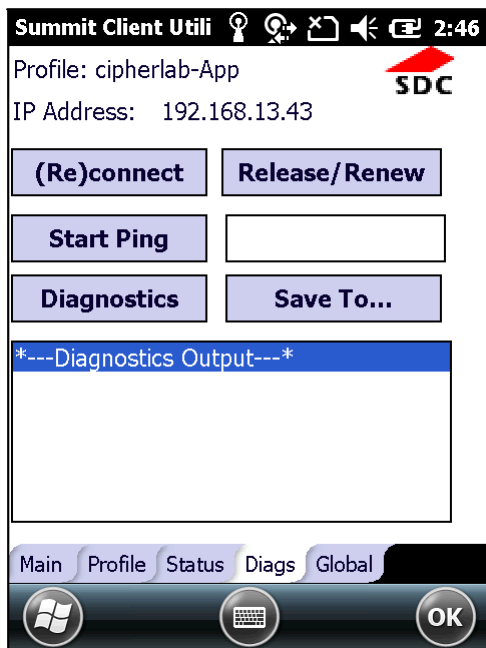 Summit Client Utili 2:46
Profile: cipherlab-App
SDC
IP Address: 192.168.13.43
(Re)connect Release/Renew
Start Ping
Diagnostics Save To...
*---Diagnostics Output---*
Main Profile Status Diags Global
OK